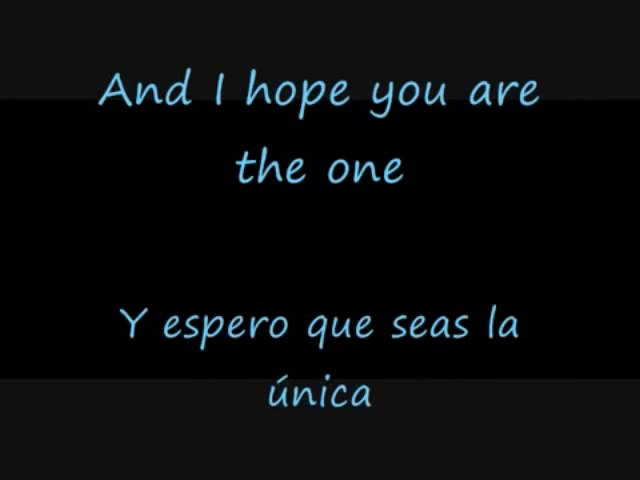 And I hope you are
the one
Y espero que seas la
única